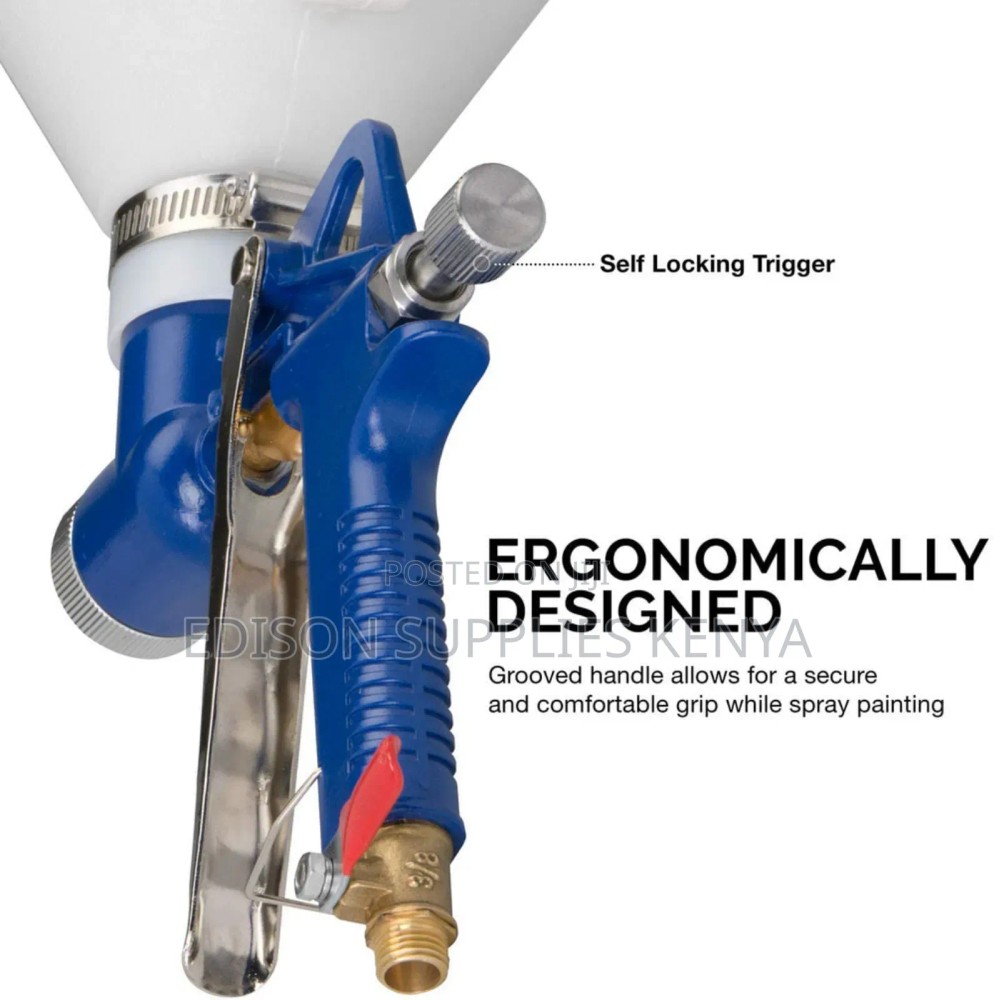 Self Locking Trigger
ERGONOMICALLY
DESIGNED
POSTED ON JIJI
EDISON SUPPLIES KENYA
Grooved handle allows for a secure
and comfortable grip while spray painting
3/8